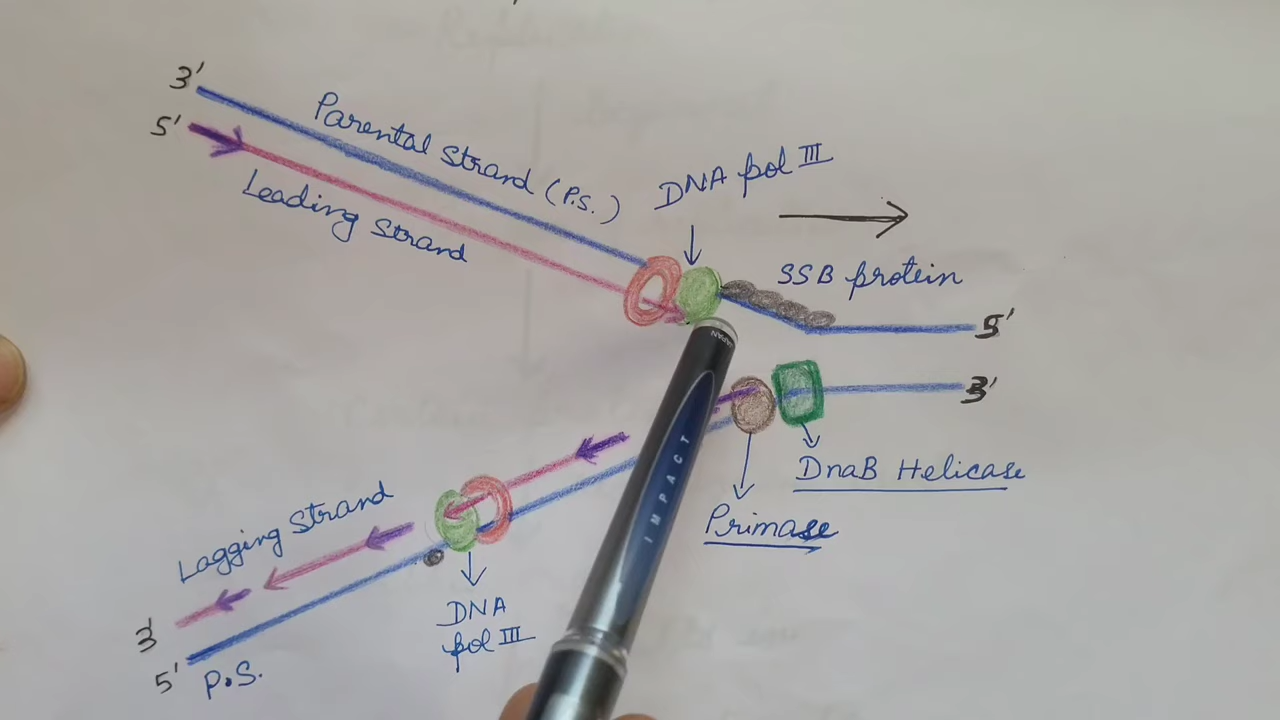 3'
5'
Parental Strand (P.S.)
Leading Strand
DNA pol III
SSB protein
5'
3'
DnaB Helicase
Primase
Lagging Strand
DNA
pol III
3'
5'
P.S.
JAPAN
IMPACT